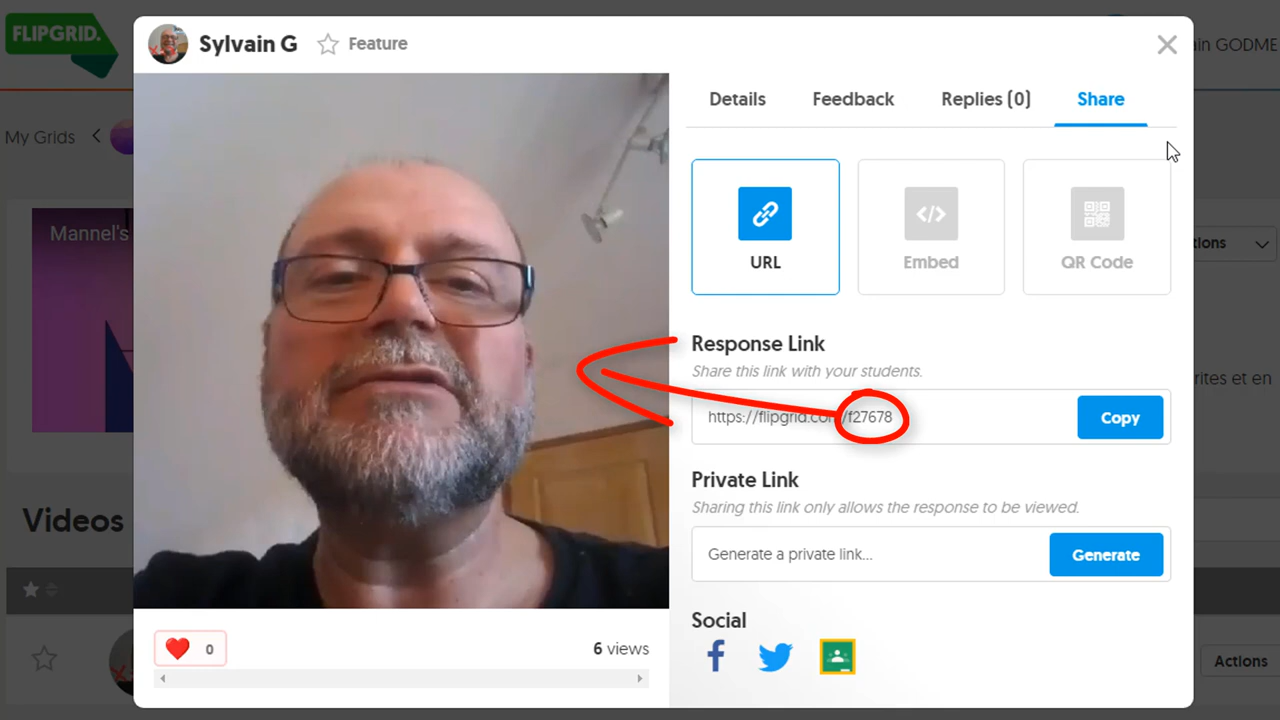 FLIPGRID.
Sylvain G
Feature
ain GODME
My Grids
Details
Feedback
Replies (0)
Share
Mannel's
tions
URL
Embed
QR Code
Response Link
Share this link with your students.
rites et en
https://flipgrid.com/f27678
Copy
Private Link
Sharing this link only allows the response to be viewed.
Videos
Generate a private link...
Generate
Social
0
6 views
Actions